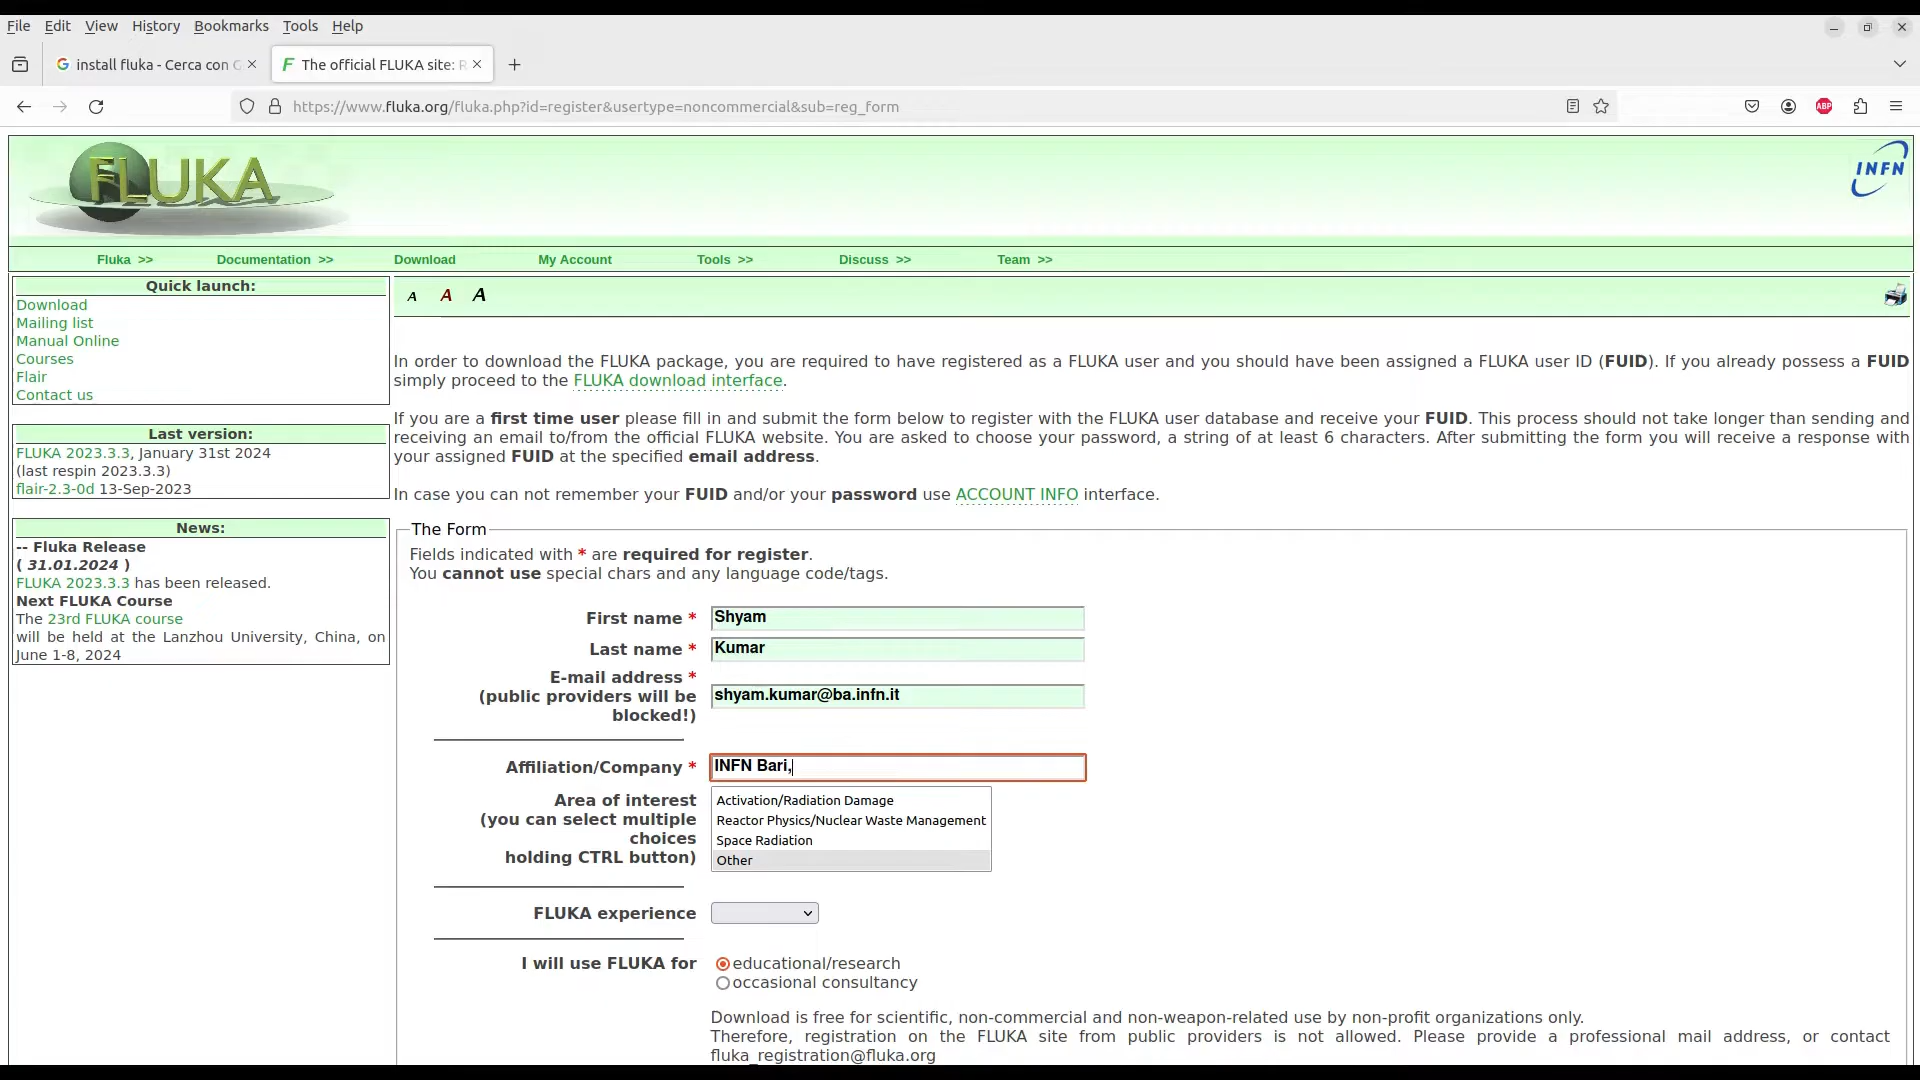 File Edit View History Bookmarks Tools Help
install fluka - Cerca con G
The official FLUKA site: R
https://www.fluka.org/fluka.php?id=register&usertype=noncommercial&sub=reg_form
ABP
FLUKA
INFN
Fluka >> Documentation >> Download My Account Tools >> Discuss >> Team >>
Quick launch:
Download
Mailing list
Manual Online
Courses
Flair
Contact us
Last version:
FLUKA 2023.3.3, January 31st 2024
(last respin 2023.3.3)
flair-2.3-0d 13-Sep-2023
News:
-- Fluka Release
( 31.01.2024 )
FLUKA 2023.3.3 has been released.
Next FLUKA Course
The 23rd FLUKA course
will be held at the Lanzhou University, China, on
June 1-8, 2024
A A A
In order to download the FLUKA package, you are required to have registered as a FLUKA user and you should have been assigned a FLUKA user ID (FUID). If you already possess a FUID
simply proceed to the FLUKA download interface.
If you are a first time user please fill in and submit the form below to register with the FLUKA user database and receive your FUID. This process should not take longer than sending and
receiving an email to/from the official FLUKA website. You are asked to choose your password, a string of at least 6 characters. After submitting the form you will receive a response with
your assigned FUID at the specified email address.
In case you can not remember your FUID and/or your password use ACCOUNT INFO interface.
The Form
Fields indicated with * are required for register.
You cannot use special chars and any language code/tags.
First name * Shyam
Last name * Kumar
E-mail address *
(public providers will be
blocked!)
shyam.kumar@ba.infn.it
Affiliation/Company * INFN Bari,
Area of interest
(you can select multiple
choices
holding CTRL button)
Activation/Radiation Damage
Reactor Physics/Nuclear Waste Management
Space Radiation
Other
FLUKA experience
I will use FLUKA for
educational/research
occasional consultancy
Download is free for scientific, non-commercial and non-weapon-related use by non-profit organizations only.
Therefore, registration on the FLUKA site from public providers is not allowed. Please provide a professional mail address, or contact
fluka_registration@fluka.org